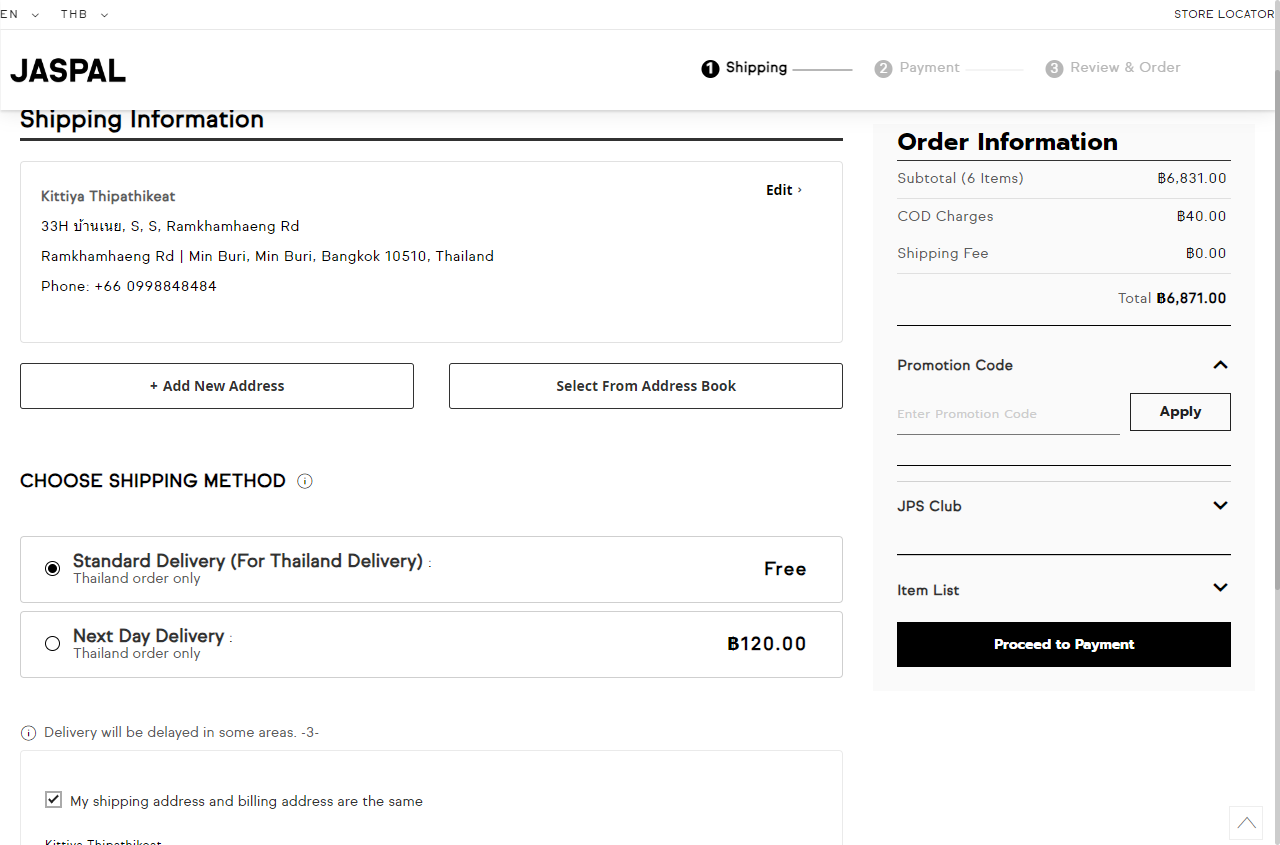 EN THB STORE LOCATOR
JASPAL
1 Shipping 2 Payment 3 Review & Order
Shipping Information
Kittiya Thipathikeat
Edit ›
33H บ้านเนย, S, S, Ramkhamhaeng Rd
Ramkhamhaeng Rd | Min Buri, Min Buri, Bangkok 10510, Thailand
Phone: +66 0998848484
+ Add New Address
Select From Address Book
CHOOSE SHIPPING METHOD
Standard Delivery (For Thailand Delivery) :
Thailand order only
Free
Next Day Delivery :
Thailand order only
฿120.00
Delivery will be delayed in some areas. -3-
My shipping address and billing address are the same
Kittiya Thipathikeat
Order Information
Subtotal (6 Items) ฿6,831.00
COD Charges ฿40.00
Shipping Fee ฿0.00
Total ฿6,871.00
Promotion Code
Enter Promotion Code
Apply
JPS Club
Item List
Proceed to Payment